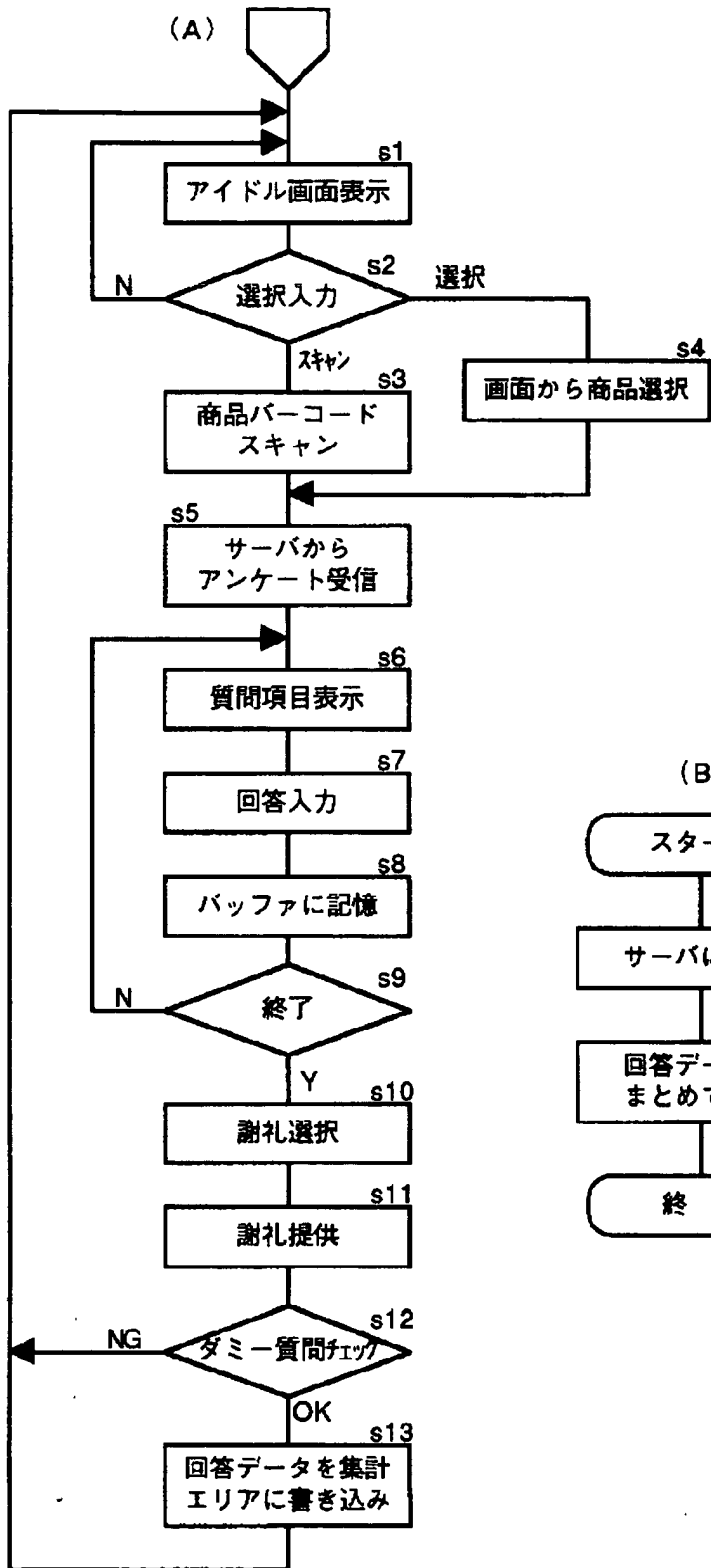 (A)
s1
アイドル画面表示
s2
選択入力
N
選択
スキャン
s3
商品バーコード
スキャン
s4
画面から商品選択
s5
サーバから
アンケート受信
s6
質問項目表示
s7
回答入力
s8
バッファに記憶
s9
終了
N
Y
s10
謝礼選択
s11
謝礼提供
s12
ダミー質問チェック
NG
OK
s13
回答データを集計
エリアに書き込み
(B
スター
サーバに
回答デー
まとめて
終